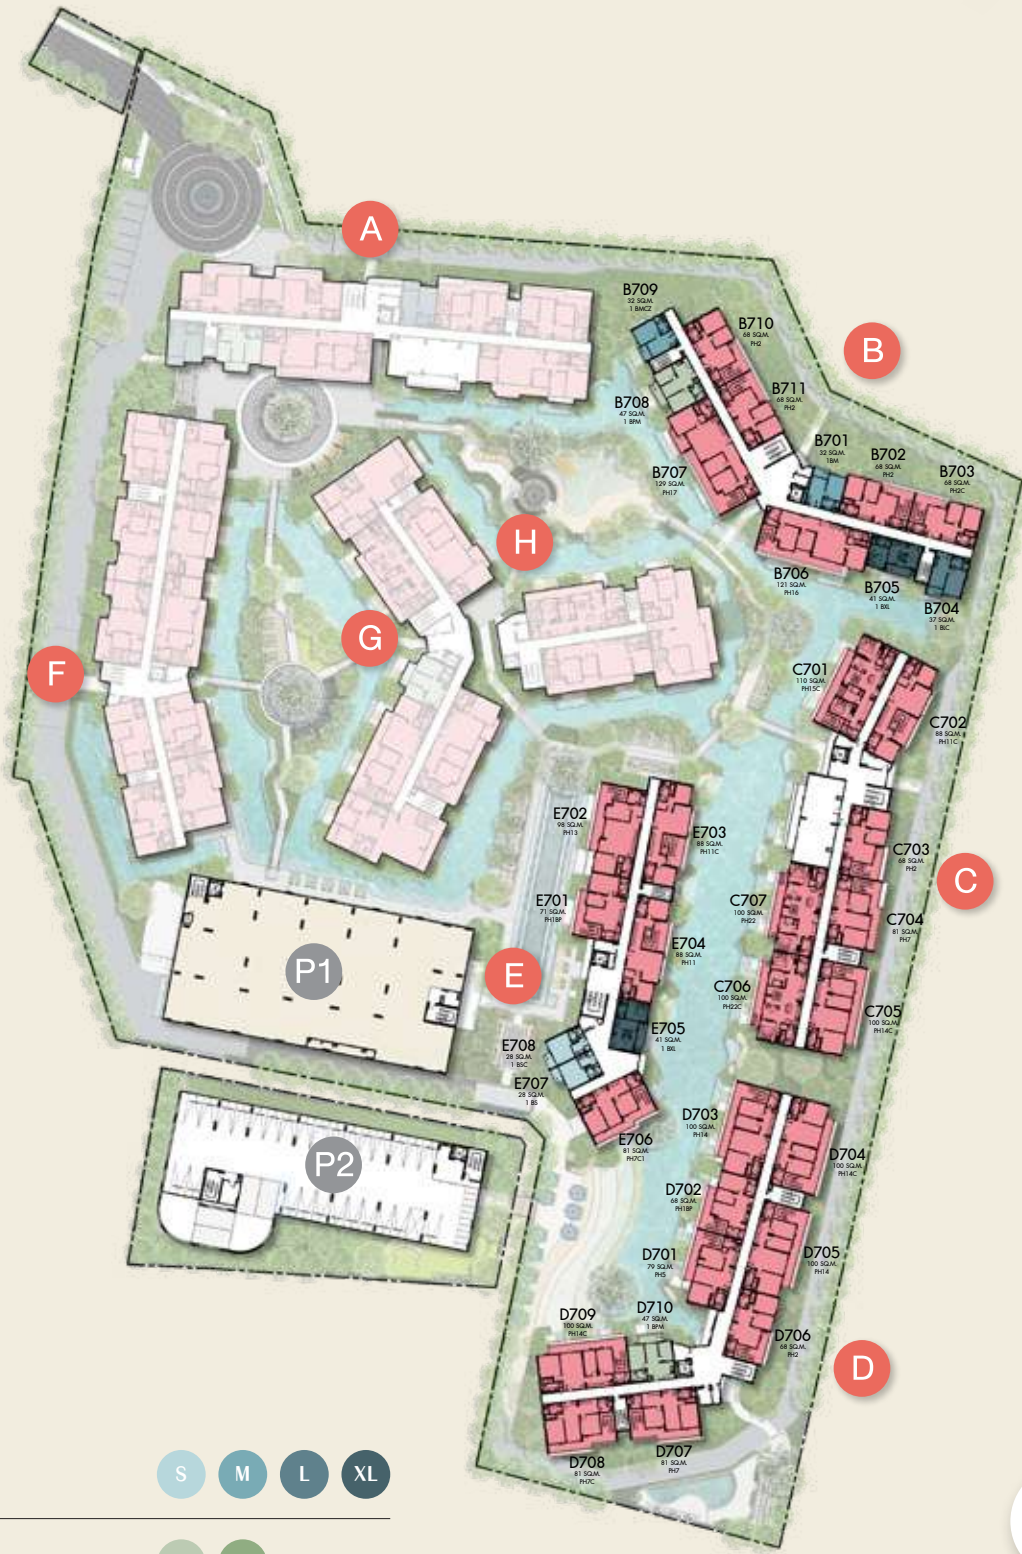 A
B709
32 SQ.M.
1 BMCZ
B710
68 SQ.M.
PH2
B
B711
68 SQ.M.
PH2
B708
47 SQ.M.
1 BPM
B701
32 SQ.M.
1BM
B702
68 SQ.M.
PH2
B703
68 SQ.M.
PH2C
B707
129 SQ.M.
PH17
H
B706
121 SQ.M.
PH16
B705
41 SQ.M.
1 BXL
B704
37 SQ.M.
1 BLC
G
F
C701
110 SQ.M.
PH15C
C702
88 SQ.M.
PH11C
E702
98 SQ.M.
PH13
E703
88 SQ.M.
PH11C
C703
68 SQ.M.
PH2
C
E701
71 SQ.M.
PH1BP
C707
100 SQ.M.
PH22
C704
81 SQ.M.
PH7
E704
88 SQ.M.
PH11
P1
E
C706
100 SQ.M.
PH22C
C705
100 SQ.M.
PH14C
E705
41 SQ.M.
1 BXL
E708
28 SQ.M.
1 BSC
E707
28 SQ.M.
1 BS
E706
81 SQ.M.
PH7C1
D703
100 SQ.M.
PH14
D704
100 SQ.M.
PH14C
P2
D702
68 SQ.M.
PH1BP
D701
79 SQ.M.
PH5
D705
100 SQ.M.
PH14
D709
100 SQ.M.
PH14C
D710
47 SQ.M.
1 BPM
D706
68 SQ.M.
PH2
D
D708
81 SQ.M.
PH7C
D707
81 SQ.M.
PH7
S M L XL